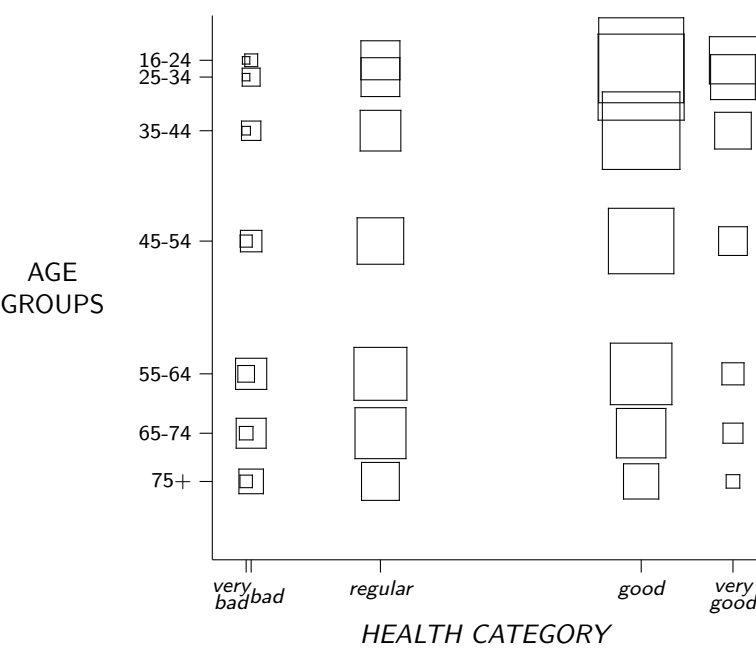 16-24
25-34
35-44
45-54
AGE
GROUPS
55-64
65-74
75+
very
bad
bad
regular
good
very
good
HEALTH CATEGORY